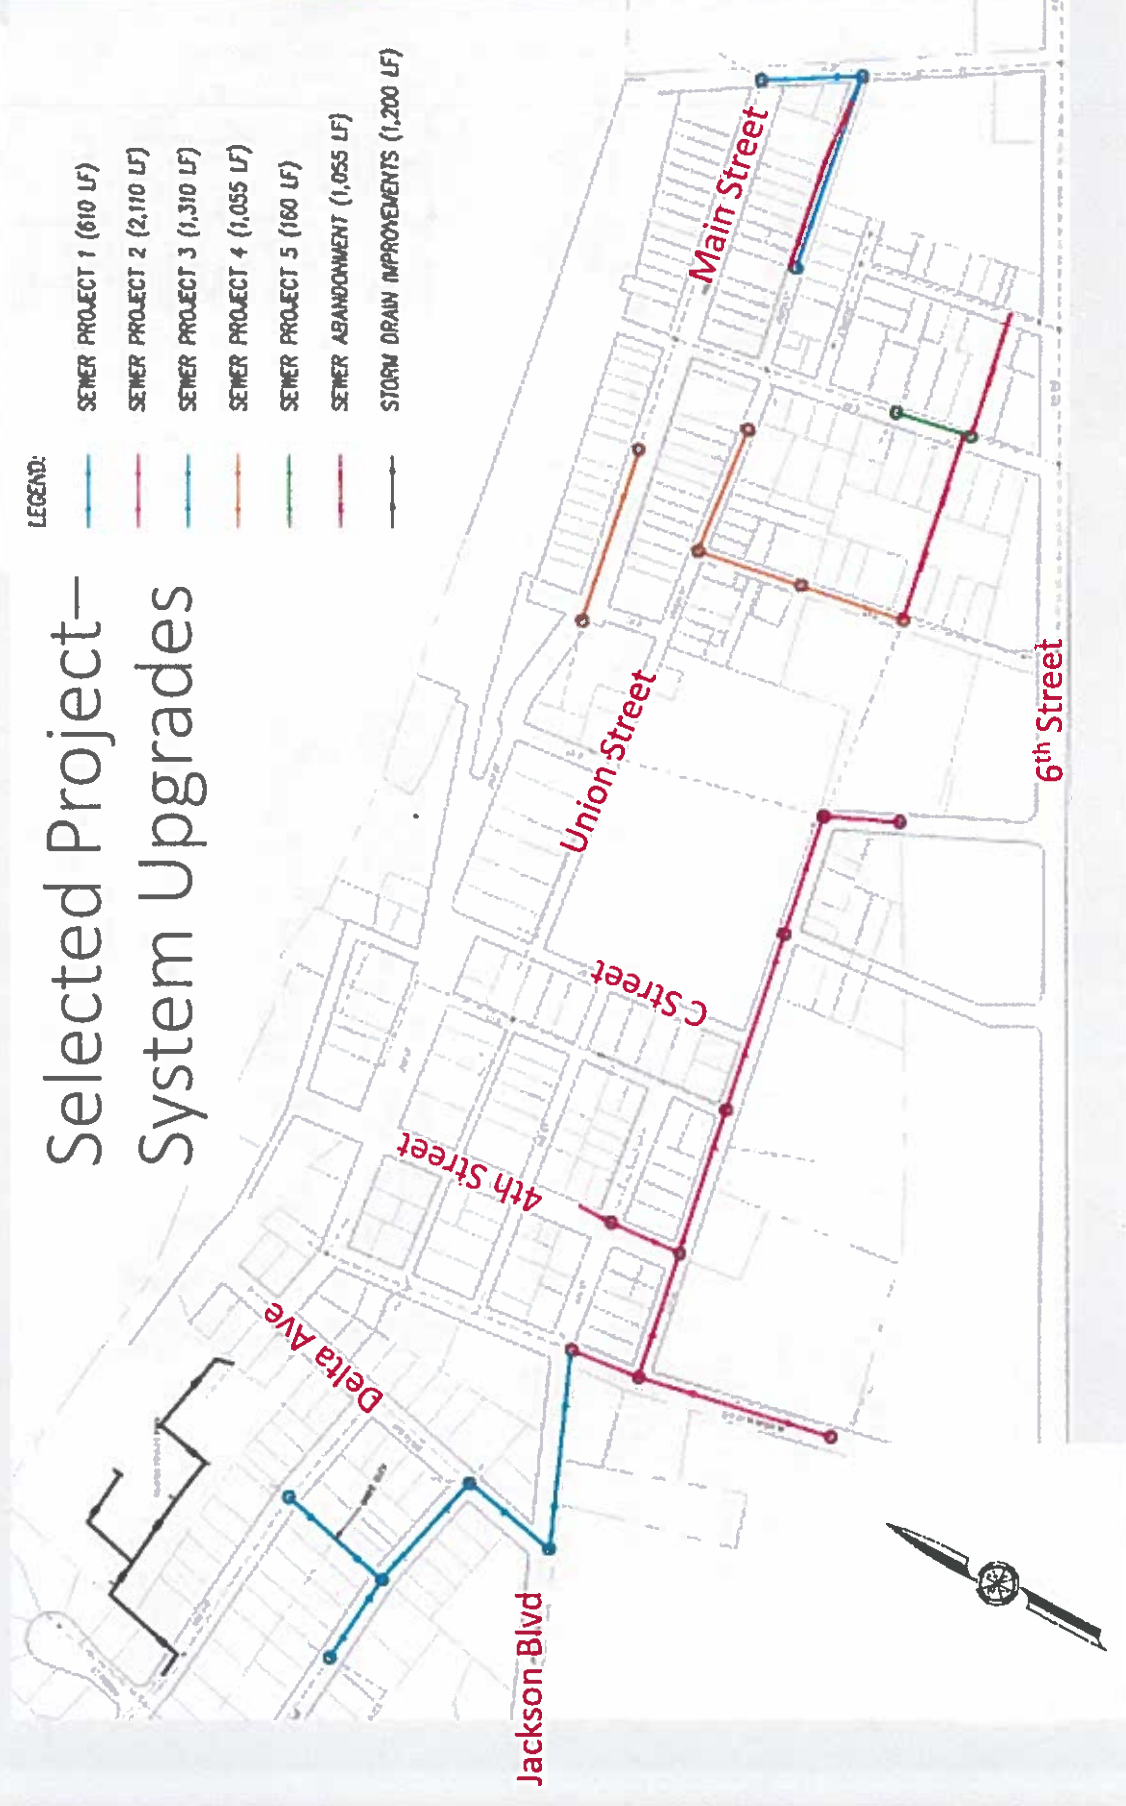 Selected Project–
System Upgrades
LEGEND:
SEWER PROJECT 1 (610 LF)
SEWER PROJECT 2 (2,110 LF)
SEWER PROJECT 3 (1,310 LF)
SEWER PROJECT 4 (1,055 LF)
SEWER PROJECT 5 (160 LF)
SEWER ABANDONMENT (1,055 LF)
STORM DRAIN IMPROVEMENTS (1,200 LF)
Main Street
Union Street
6th Street
C Street
4th Street
Delta Ave
Jackson Blvd